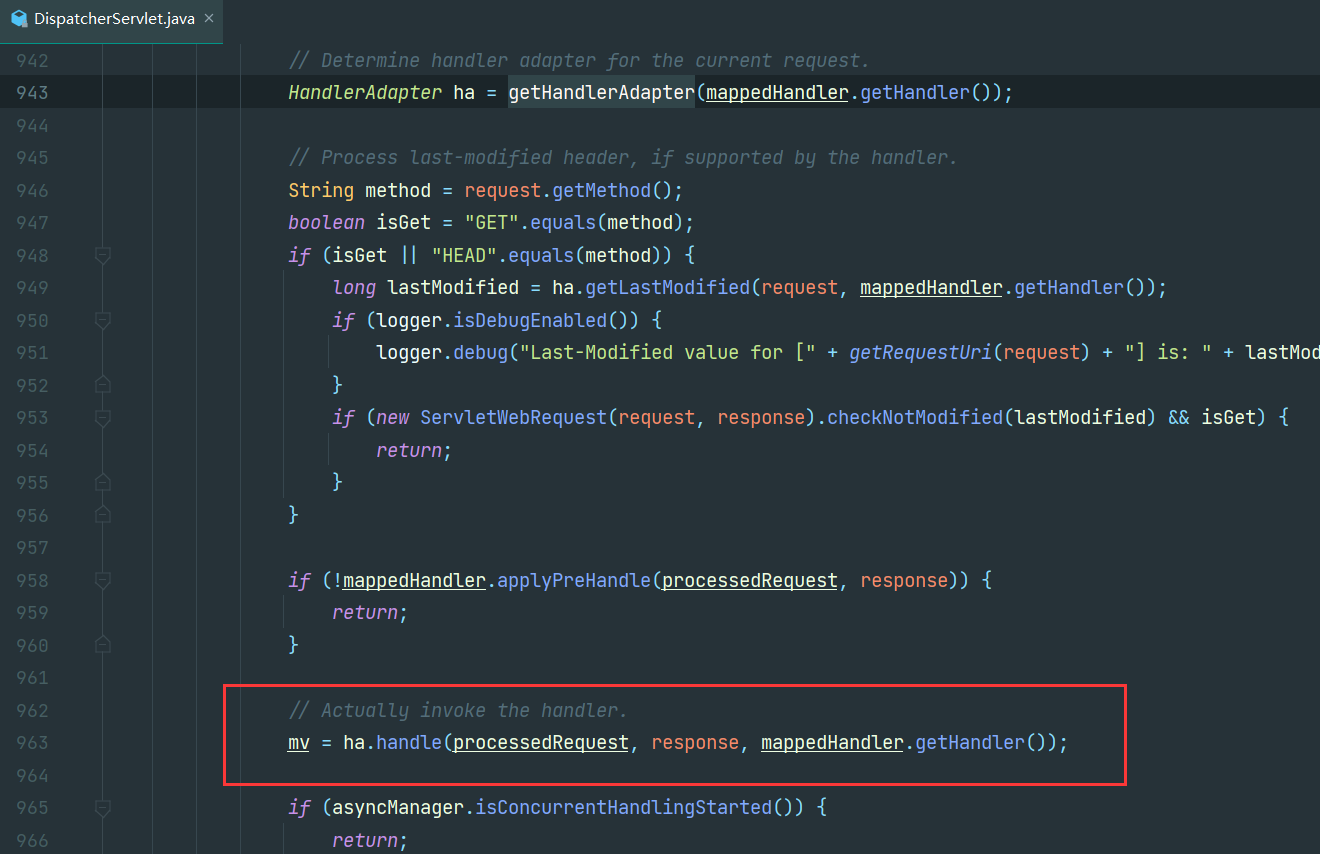 DispatcherServlet.java ×
942 // Determine handler adapter for the current request.
943 HandlerAdapter ha = getHandlerAdapter(mappedHandler.getHandler());
944
945 // Process last-modified header, if supported by the handler.
946 String method = request.getMethod();
947 boolean isGet = "GET".equals(method);
948 if (isGet || "HEAD".equals(method)) {
949 long lastModified = ha.getLastModified(request, mappedHandler.getHandler());
950 if (logger.isDebugEnabled()) {
951 logger.debug("Last-Modified value for [" + getRequestUri(request) + "] is: " + lastMod
952 }
953 if (new ServletWebRequest(request, response).checkNotModified(lastModified) && isGet) {
954 return;
955 }
956 }
957
958 if (!mappedHandler.applyPreHandle(processedRequest, response)) {
959 return;
960 }
961
962 // Actually invoke the handler.
963 mv = ha.handle(processedRequest, response, mappedHandler.getHandler());
964
965 if (asyncManager.isConcurrentHandlingStarted()) {
966 return;